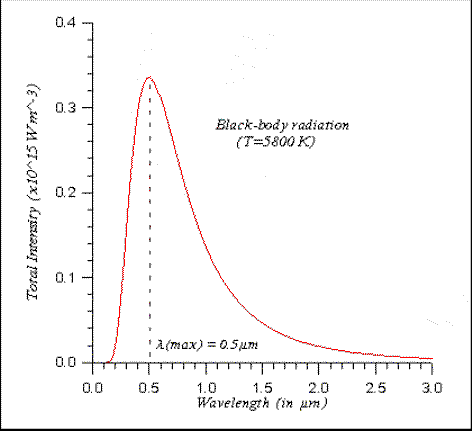 0.4
0.3
Black-body radiation
(T=5800 K)
Total Intensity (x10^15 W m^-3)
0.2
0.1
λ(max) = 0.5μm
0.0
0.0 0.5 1.0 1.5 2.0 2.5 3.0
Wavelength (in μm)